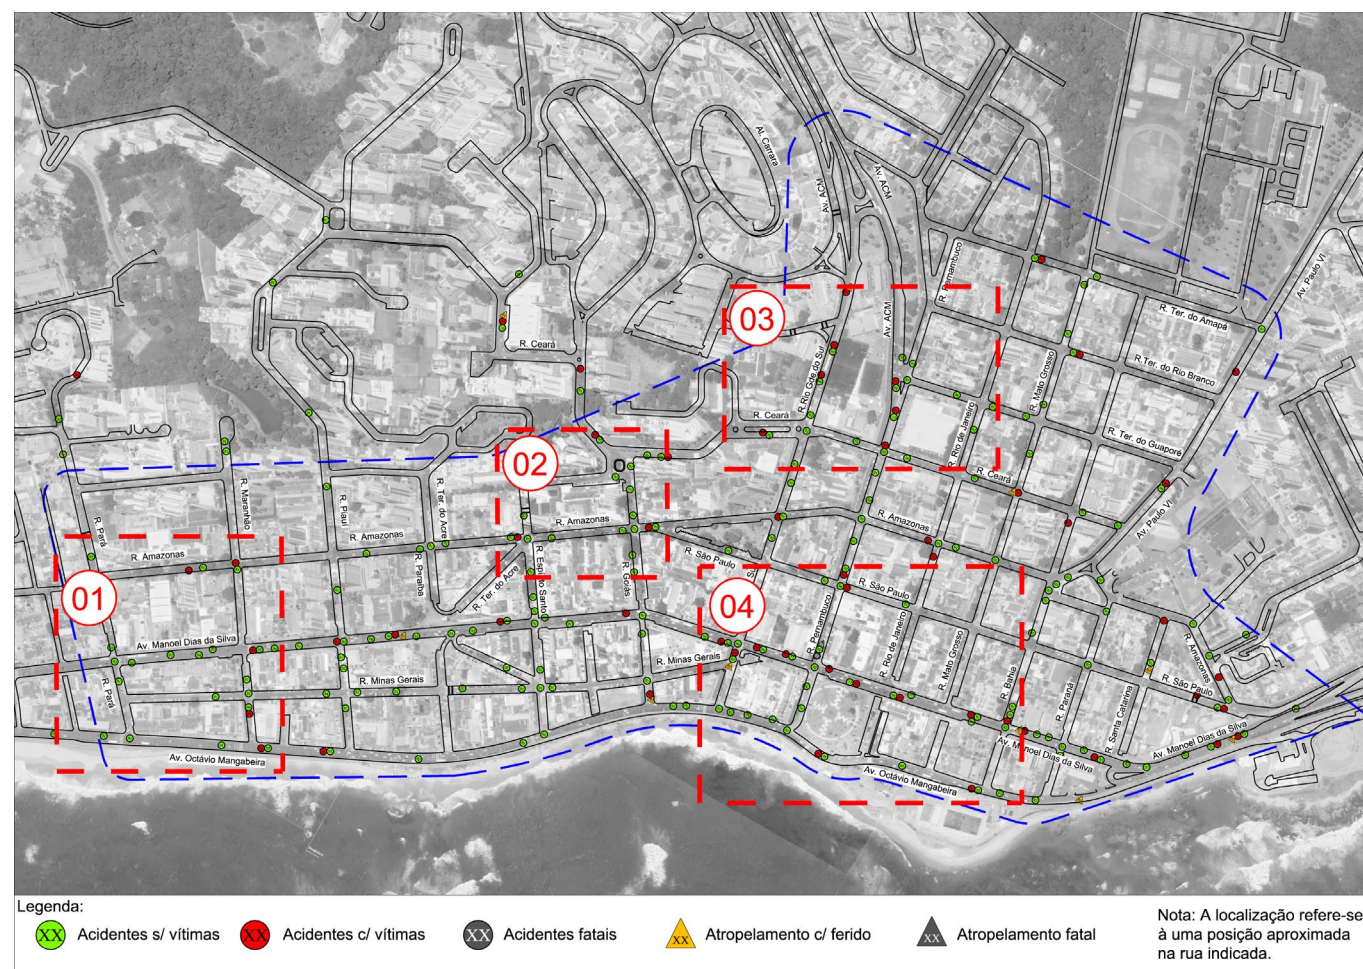 Al. Carrara
Av. ACM
Av. ACM
Av. Paulo VI
R. Pernambuco
03
R. Ter. do Amapá
Av. ACM
R. Ceará
R. Rio Gde do Sul
R. Mato Grosso
R. Ter. do Rio Branco
R. Ceará
R. Rio de Janeiro
R. Ter. do Guaporé
02
R. Ceará
R. Maranhão
R. Piauí
R. Ter. do Acre
R. Pará
R. Amazonas
R. Amazonas
R. Amazonas
R. Amazonas
Av. Paulo VI
R. São Paulo
R. Paraíba
R. Ter. do Acre
R. Espírito Santo
R. Goiás
R. São Paulo
01
04
R. Pernambuco
Av. Manoel Dias da Silva
R. Rio de Janeiro
R. Mato Grosso
R. Minas Gerais
R. Amazonas
R. São Paulo
R. Minas Gerais
R. Pará
R. Bahia
R. Paraná
R. Santa Catarina
Av. Manoel Dias da Silva
Av. Manoel Dias da Silva
Av. Octávio Mangabeira
Av. Octávio Mangabeira
Legenda:
XX Acidentes s/ vítimas
XX Acidentes c/ vítimas
XX Acidentes fatais
XX Atropelamento c/ ferido
XX Atropelamento fatal
Nota: A localização refere-se
à uma posição aproximada
na rua indicada.